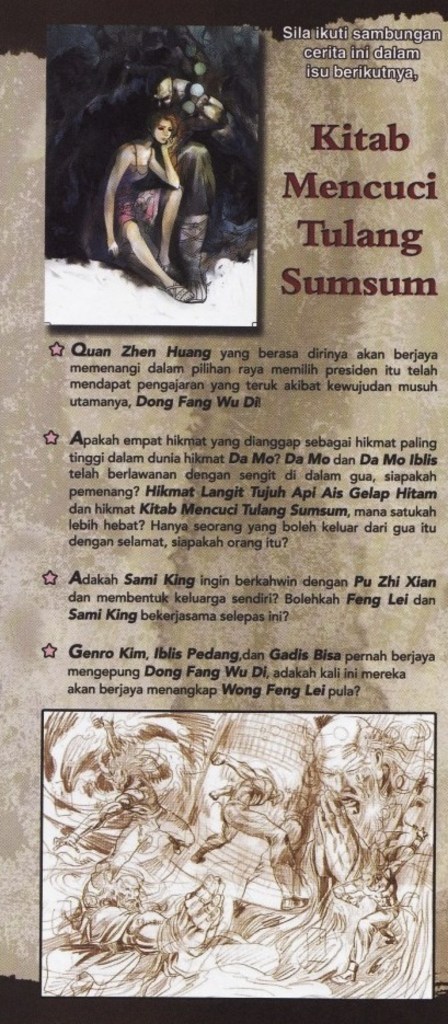 Sila ikuti sambungan
cerita ini dalam
isu berikutnya,
Kitab
Mencuci
Tulang
Sumsum
Quan Zhen Huang yang berasa dirinya akan berjaya
memenangi dalam pilihan raya memilih presiden itu telah
mendapat pengajaran yang teruk akibat kewujudan musuh
utamanya, Dong Fang Wu Di!
Apakah empat hikmat yang dianggap sebagai hikmat paling
tinggi dalam dunia hikmat Da Mo? Da Mo dan Da Mo Iblis
telah berlawanan dengan sengit di dalam gua, siapakah
pemenang? Hikmat Langit Tujuh Api Ais Gelap Hitam
dan hikmat Kitab Mencuci Tulang Sumsum, mana satukah
lebih hebat? Hanya seorang yang boleh keluar dari gua itu
dengan selamat, siapakah orang itu?
Adakah Sami King ingin berkahwin dengan Pu Zhi Xian
dan membentuk keluarga sendiri? Bolehkah Feng Lei dan
Sami King bekerjasama selepas ini?
Genro Kim, Iblis Pedang,dan Gadis Bisa pernah berjaya
mengepung Dong Fang Wu Di, adakah kali ini mereka
akan berjaya menangkap Wong Feng Lei pula?